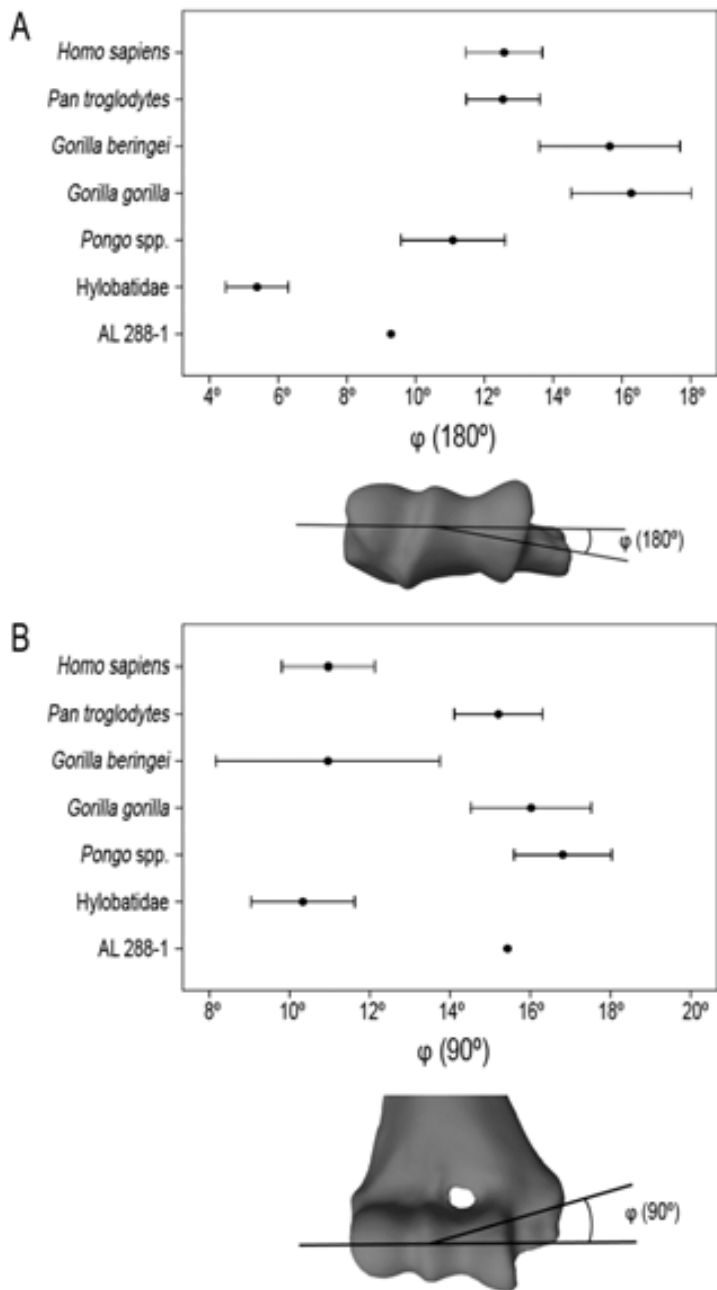 A
Homo sapiens
Pan troglodytes
Gorilla beringei
Gorilla gorilla
Pongo spp.
Hylobatidae
AL 288-1
4º 6º 8º 10º 12º 14º 16º 18º
φ (180º)
φ (180º)
B
Homo sapiens
Pan troglodytes
Gorilla beringei
Gorilla gorilla
Pongo spp.
Hylobatidae
AL 288-1
8º 10º 12º 14º 16º 18º 20º
φ (90º)
φ (90º)